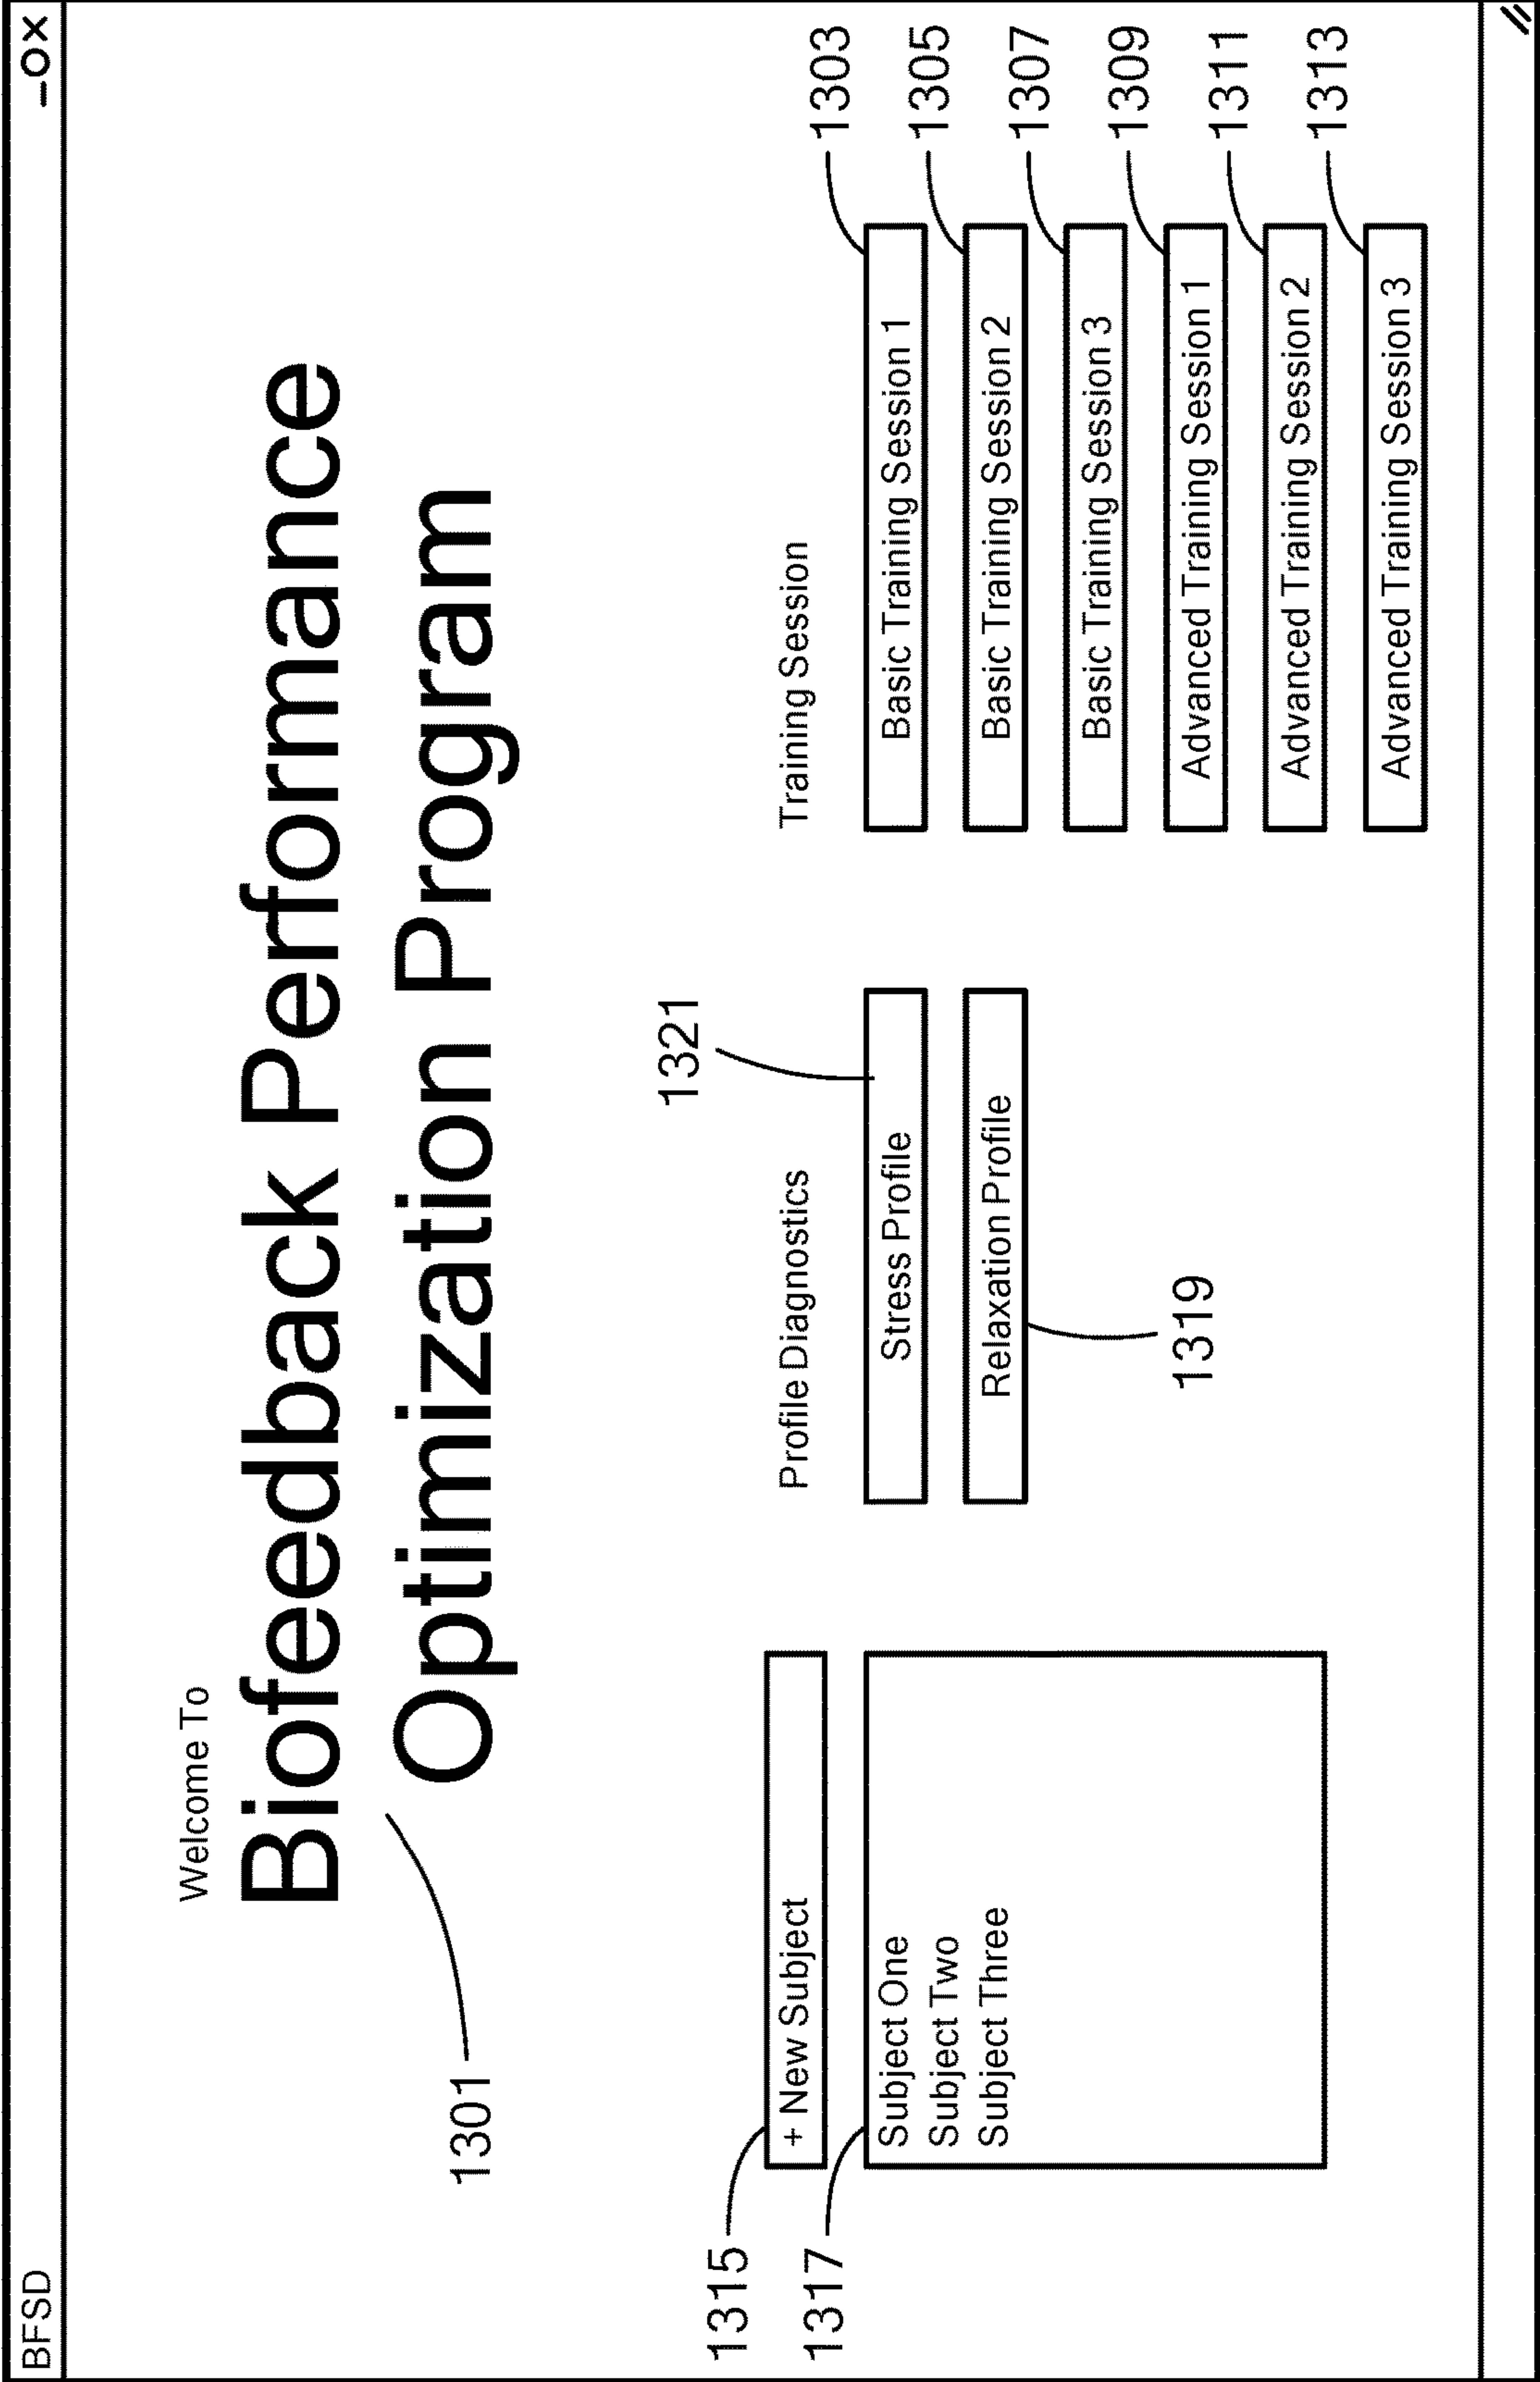 BFSD
–OX
Welcome To
Biofeedback Performance
Optimization Program
1301
1315
+ New Subject
1317
Subject One
Subject Two
Subject Three
1321
Profile Diagnostics
Stress Profile
Relaxation Profile
1319
Training Session
Basic Training Session 1
1303
Basic Training Session 2
1305
Basic Training Session 3
1307
Advanced Training Session 1
1309
Advanced Training Session 2
1311
Advanced Training Session 3
1313